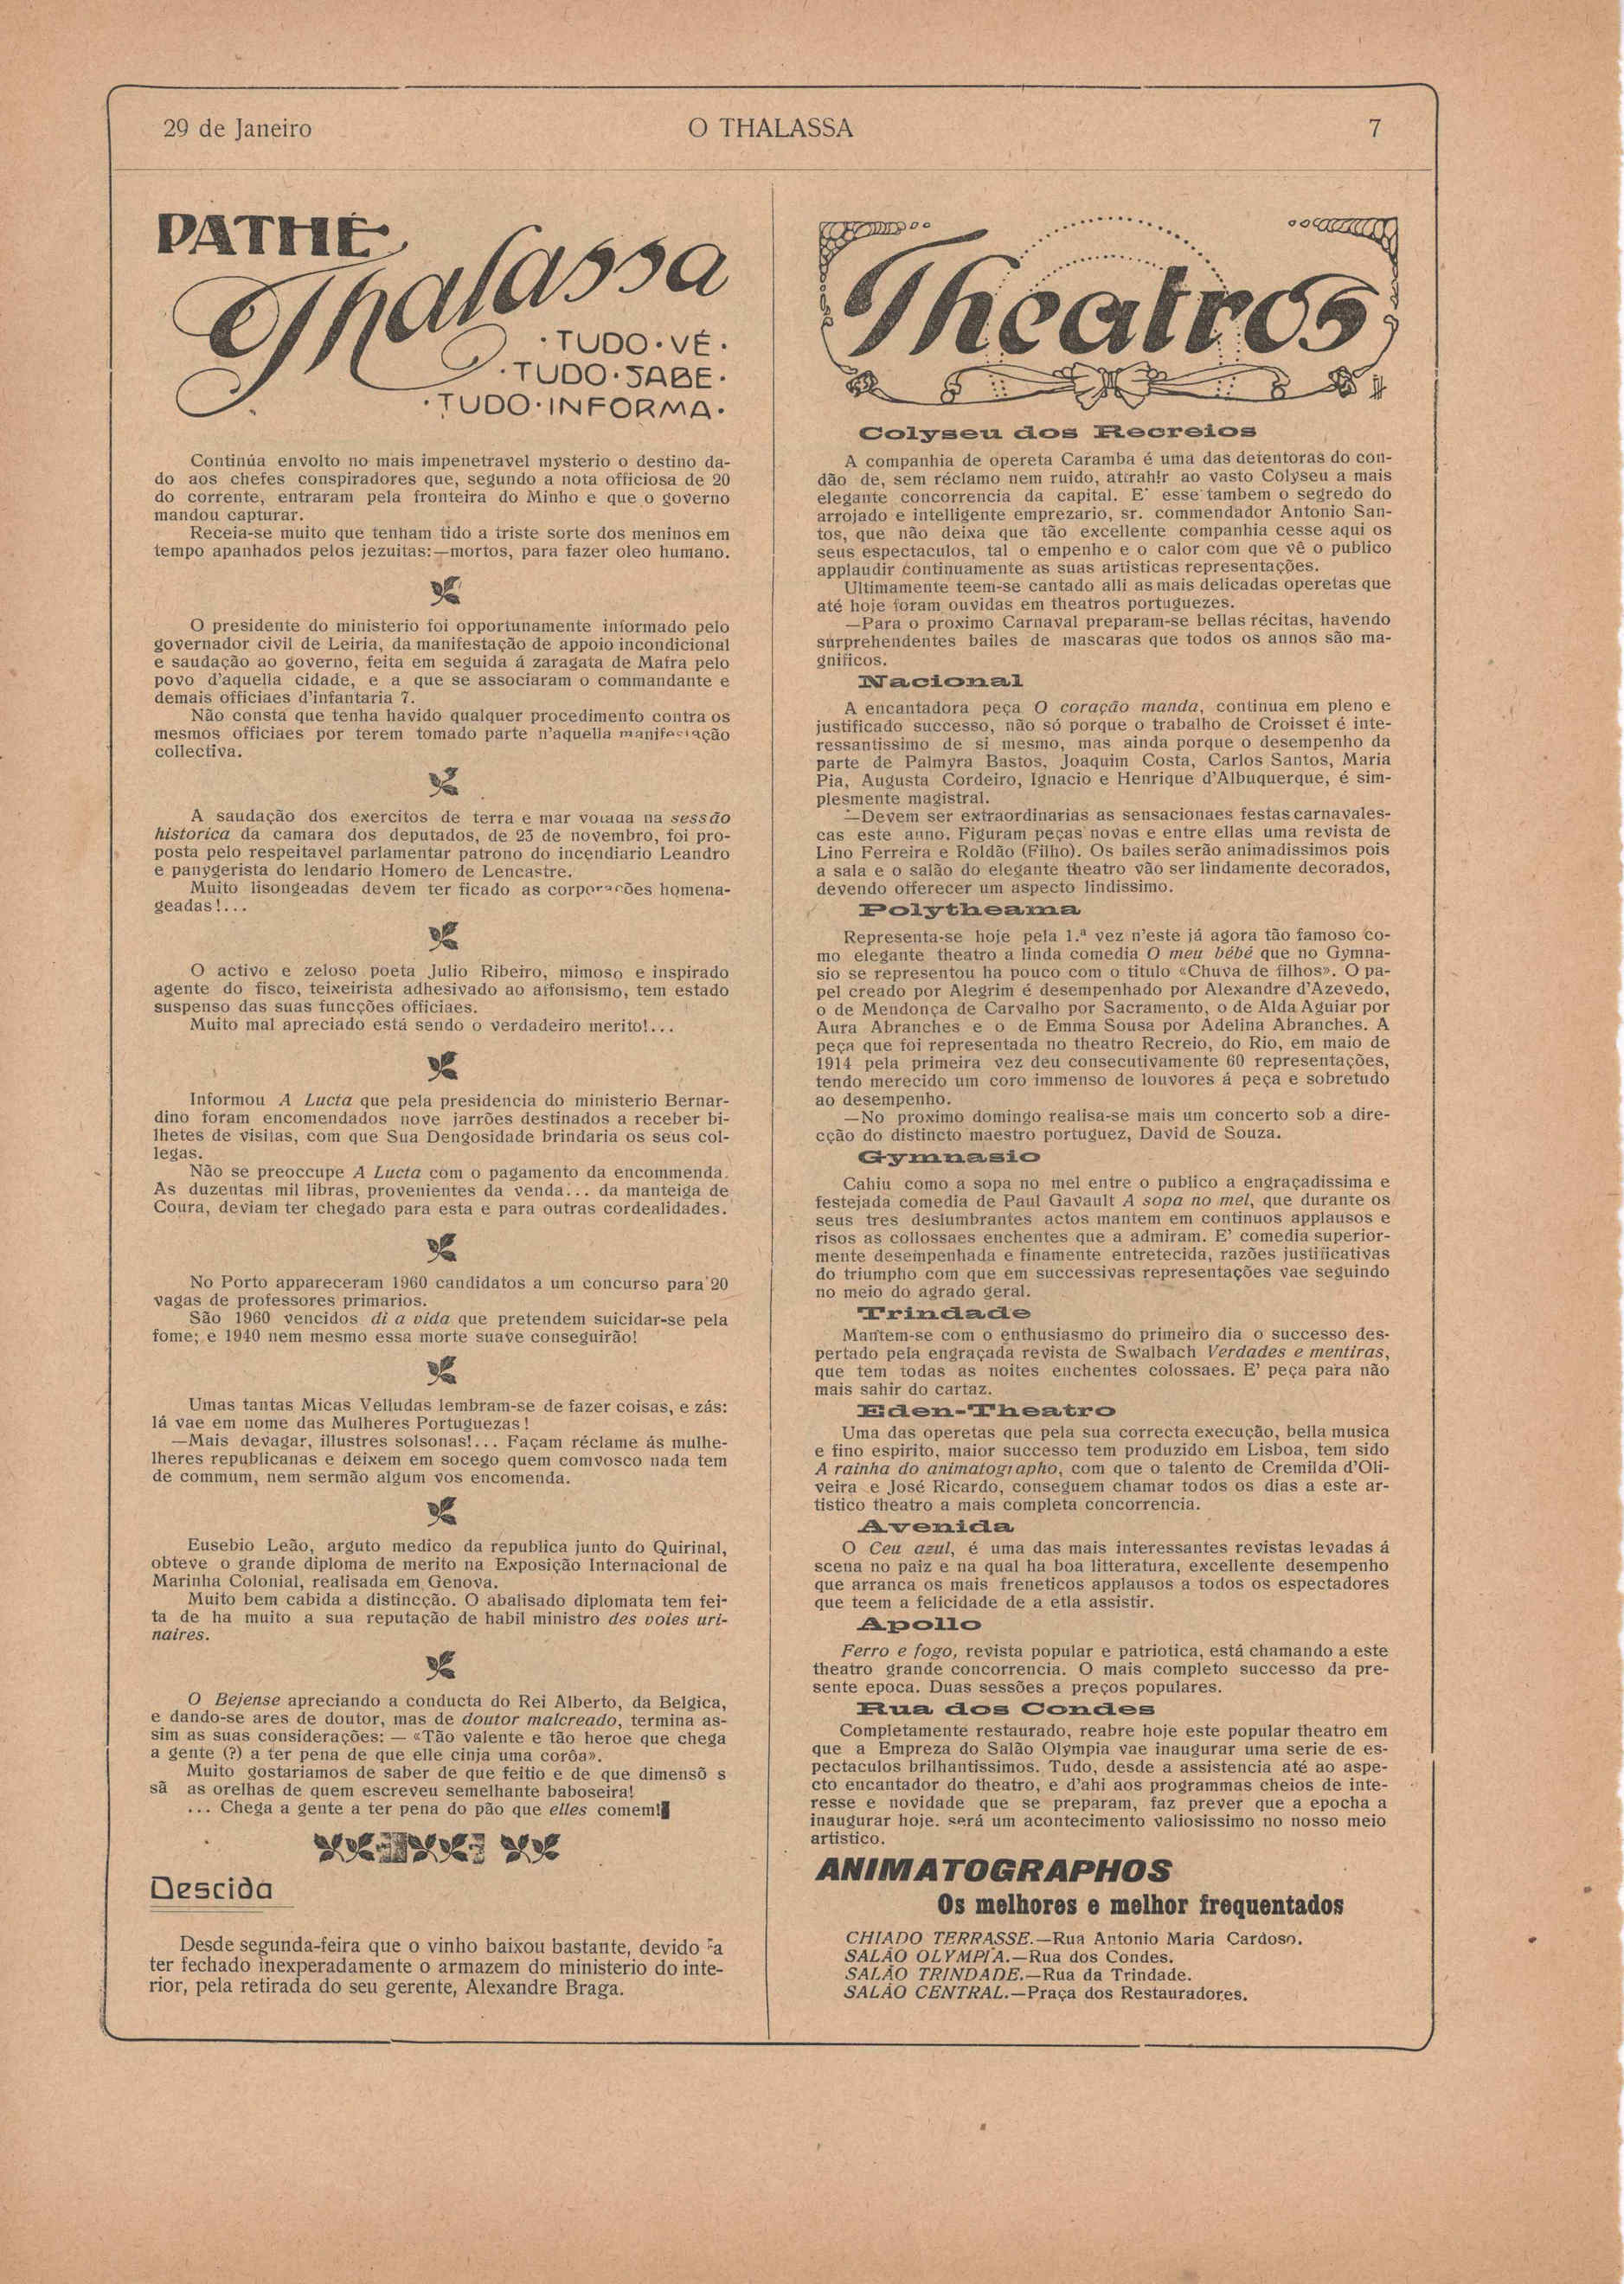 29 de Janeiro
O THALASSA
7
PATHÉ
Thalassa
·TUDO·VÊ·
·TUDO·SABE·
·TUDO·INFORMA·
Continúa envolto no mais impenetravel mysterio o destino da-
do aos chefes conspiradores que, segundo a nota officiosa de 20
do corrente, entraram pela fronteira do Minho e que o governo
mandou capturar.
Receia-se muito que tenham tido a triste sorte dos meninos em
tempo apanhados pelos jezuitas:—mortos, para fazer oleo humano.
O presidente do ministerio foi opportunamente informado pelo
governador civil de Leiria, da manifestação de appoio incondicional
e saudação ao governo, feita em seguida á zaragata de Mafra pelo
povo d'aquella cidade, e a que se associaram o commandante e
demais officiaes d'infantaria 7.
Não consta que tenha havido qualquer procedimento contra os
mesmos officiaes por terem tomado parte n'aquella manifestação
collectiva.
A saudação dos exercitos de terra e mar votada na sessão
historica da camara dos deputados, de 23 de novembro, foi pro-
posta pelo respeitavel parlamentar patrono do incendiario Leandro
e panygerista do lendario Homero de Lencastre.
Muito lisongeadas devem ter ficado as corporações homena-
geadas!...
O activo e zeloso poeta Julio Ribeiro, mimoso e inspirado
agente do fisco, teixeirista adhesivado ao affonsismo, tem estado
suspenso das suas funcções officiaes.
Muito mal apreciado está sendo o verdadeiro merito!...
Informou A Lucta que pela presidencia do ministerio Bernar-
dino foram encomendados nove jarrões destinados a receber bi-
lhetes de visitas, com que Sua Dengosidade brindaria os seus col-
legas.
Não se preoccupe A Lucta com o pagamento da encommenda.
As duzentas mil libras, provenientes da venda... da manteiga de
Coura, deviam ter chegado para esta e para outras cordealidades.
No Porto appareceram 1960 candidatos a um concurso para 20
vagas de professores primarios.
São 1960 vencidos di a vida que pretendem suicidar-se pela
fome; e 1940 nem mesmo essa morte suave conseguirão!
Umas tantas Micas Velludas lembram-se de fazer coisas, e zás:
lá vae em nome das Mulheres Portuguezas!
—Mais devagar, illustres solsonas!... Façam réclame ás mulhe-
lheres republicanas e deixem em socego quem comvosco nada tem
de commum, nem sermão algum vos encomenda.
Eusebio Leão, arguto medico da republica junto do Quirinal,
obteve o grande diploma de merito na Exposição Internacional de
Marinha Colonial, realisada em Genova.
Muito bem cabida a distincção. O abalisado diplomata tem fei-
ta de ha muito a sua reputação de habil ministro des voies uri-
naires.
O Bejense apreciando a conducta do Rei Alberto, da Belgica,
e dando-se ares de doutor, mas de doutor malcreado, termina as-
sim as suas considerações: — «Tão valente e tão heroe que chega
a gente (?) a ter pena de que elle cinja uma corôa».
Muito gostariamos de saber de que feitio e de que dimensõ s
sã as orelhas de quem escreveu semelhante baboseira!
... Chega a gente a ter pena do pão que elles comem!
Descida
Desde segunda-feira que o vinho baixou bastante, devido a
ter fechado inexperadamente o armazem do ministerio do inte-
rior, pela retirada do seu gerente, Alexandre Braga.
Theatros
Colyseu dos Recreios
A companhia de opereta Caramba é uma das detentoras do con-
dão de, sem réclamo nem ruido, attrahir ao vasto Colyseu a mais
elegante concorrencia da capital. E' esse tambem o segredo do
arrojado e intelligente emprezario, sr. commendador Antonio San-
tos, que não deixa que tão excellente companhia cesse aqui os
seus espectaculos, tal o empenho e o calor com que vê o publico
applaudir continuamente as suas artisticas representações.
Ultimamente teem-se cantado alli as mais delicadas operetas que
até hoje foram ouvidas em theatros portuguezes.
—Para o proximo Carnaval preparam-se bellas récitas, havendo
surprehendentes bailes de mascaras que todos os annos são ma-
gnificos.
Nacional
A encantadora peça O coração manda, continua em pleno e
justificado successo, não só porque o trabalho de Croisset é inte-
ressantissimo de si mesmo, mas ainda porque o desempenho da
parte de Palmyra Bastos, Joaquim Costa, Carlos Santos, Maria
Pia, Augusta Cordeiro, Ignacio e Henrique d'Albuquerque, é sim-
plesmente magistral.
—Devem ser extraordinarias as sensacionaes festas carnavales-
cas este anno. Figuram peças novas e entre ellas uma revista de
Lino Ferreira e Roldão (Filho). Os bailes serão animadissimos pois
a sala e o salão do elegante theatro vão ser lindamente decorados,
devendo offerecer um aspecto lindissimo.
Polytheama
Representa-se hoje pela 1.ª vez n'este já agora tão famoso co-
mo elegante theatro a linda comedia O meu bébé que no Gymna-
sio se representou ha pouco com o titulo «Chuva de filhos». O pa-
pel creado por Alegrim é desempenhado por Alexandre d'Azevedo,
o de Mendonça de Carvalho por Sacramento, o de Alda Aguiar por
Aura Abranches e o de Emma Sousa por Adelina Abranches. A
peça que foi representada no theatro Recreio, do Rio, em maio de
1914 pela primeira vez deu consecutivamente 60 representações,
tendo merecido um coro immenso de louvores á peça e sobretudo
ao desempenho.
—No proximo domingo realisa-se mais um concerto sob a dire-
cção do distincto maestro portuguez, David de Souza.
Gymnasio
Cahiu como a sopa no mel entre o publico a engraçadissima e
festejada comedia de Paul Gavault A sopa no mel, que durante os
seus tres deslumbrantes actos mantem em continuos applausos e
risos as collossaes enchentes que a admiram. E' comedia superior-
mente desempenhada e finamente entretecida, razões justificativas
do triumpho com que em successivas representações vae seguindo
no meio do agrado geral.
Trindade
Mantem-se com o enthusiasmo do primeiro dia o successo des-
pertado pela engraçada revista de Swalbach Verdades e mentiras,
que tem todas as noites enchentes colossaes. E' peça para não
mais sahir do cartaz.
Eden-Theatro
Uma das operetas que pela sua correcta execução, bella musica
e fino espirito, maior successo tem produzido em Lisboa, tem sido
A rainha do animatographo, com que o talento de Cremilda d'Oli-
veira e José Ricardo, conseguem chamar todos os dias a este ar-
tistico theatro a mais completa concorrencia.
Avenida
O Ceu azul, é uma das mais interessantes revistas levadas á
scena no paiz e na qual ha boa litteratura, excellente desempenho
que arranca os mais freneticos applausos a todos os espectadores
que teem a felicidade de a etla assistir.
Apollo
Ferro e fogo, revista popular e patriotica, está chamando a este
theatro grande concorrencia. O mais completo successo da pre-
sente epoca. Duas sessões a preços populares.
Rua dos Condes
Completamente restaurado, reabre hoje este popular theatro em
que a Empreza do Salão Olympia vae inaugurar uma serie de es-
pectaculos brilhantissimos. Tudo, desde a assistencia até ao aspe-
cto encantador do theatro, e d'ahi aos programmas cheios de inte-
resse e novidade que se preparam, faz prever que a epocha a
inaugurar hoje. será um acontecimento valiosissimo no nosso meio
artistico.
ANIMATOGRAPHOS
Os melhores e melhor frequentados
CHIADO TERRASSE.—Rua Antonio Maria Cardoso.
SALÃO OLYMPIA.—Rua dos Condes.
SALÃO TRINDADE.—Rua da Trindade.
SALÃO CENTRAL.—Praça dos Restauradores.